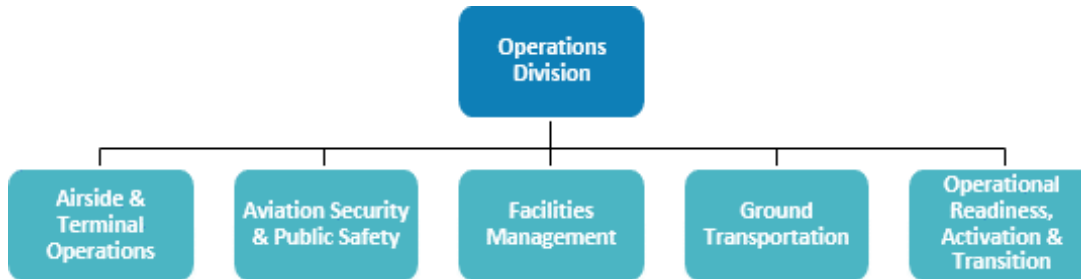 Operations
Division
Airside &
Terminal
Operations
Aviation Security
& Public Safety
Facilities
Management
Ground
Transportation
Operational
Readiness,
Activation &
Transition